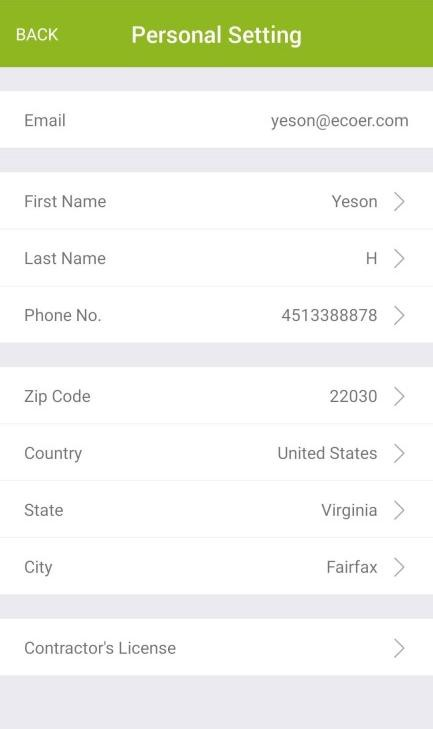 BACK Personal Setting
Email yeson@ecoer.com
First Name Yeson
Last Name H
Phone No. 4513388878
Zip Code 22030
Country United States
State Virginia
City Fairfax
Contractor's License